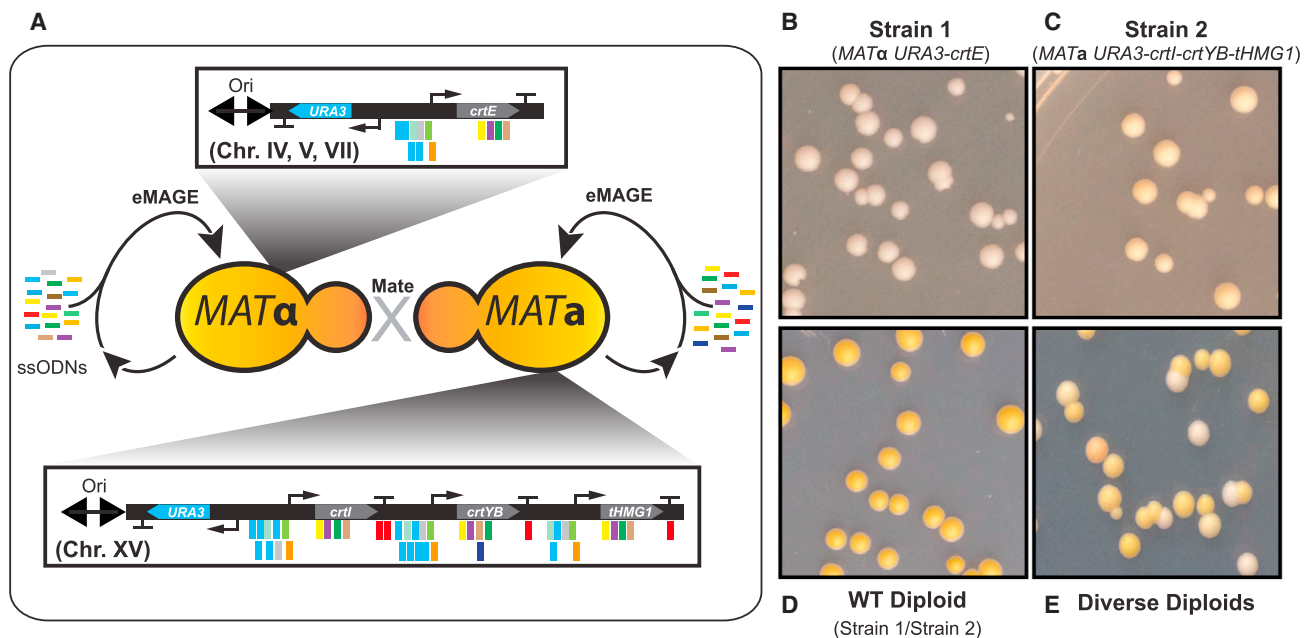 A
Ori
URA3
crtE
(Chr. IV, V, VII)
eMAGE
eMAGE
ssODNs
MATα
Mate
X
MATa
Ori
URA3
crtI
crtYB
tHMG1
(Chr. XV)
B
Strain 1
(MATα URA3-crtE)
C
Strain 2
(MATa URA3-crtI-crtYB-tHMG1)
D
WT Diploid
(Strain 1/Strain 2)
E
Diverse Diploids